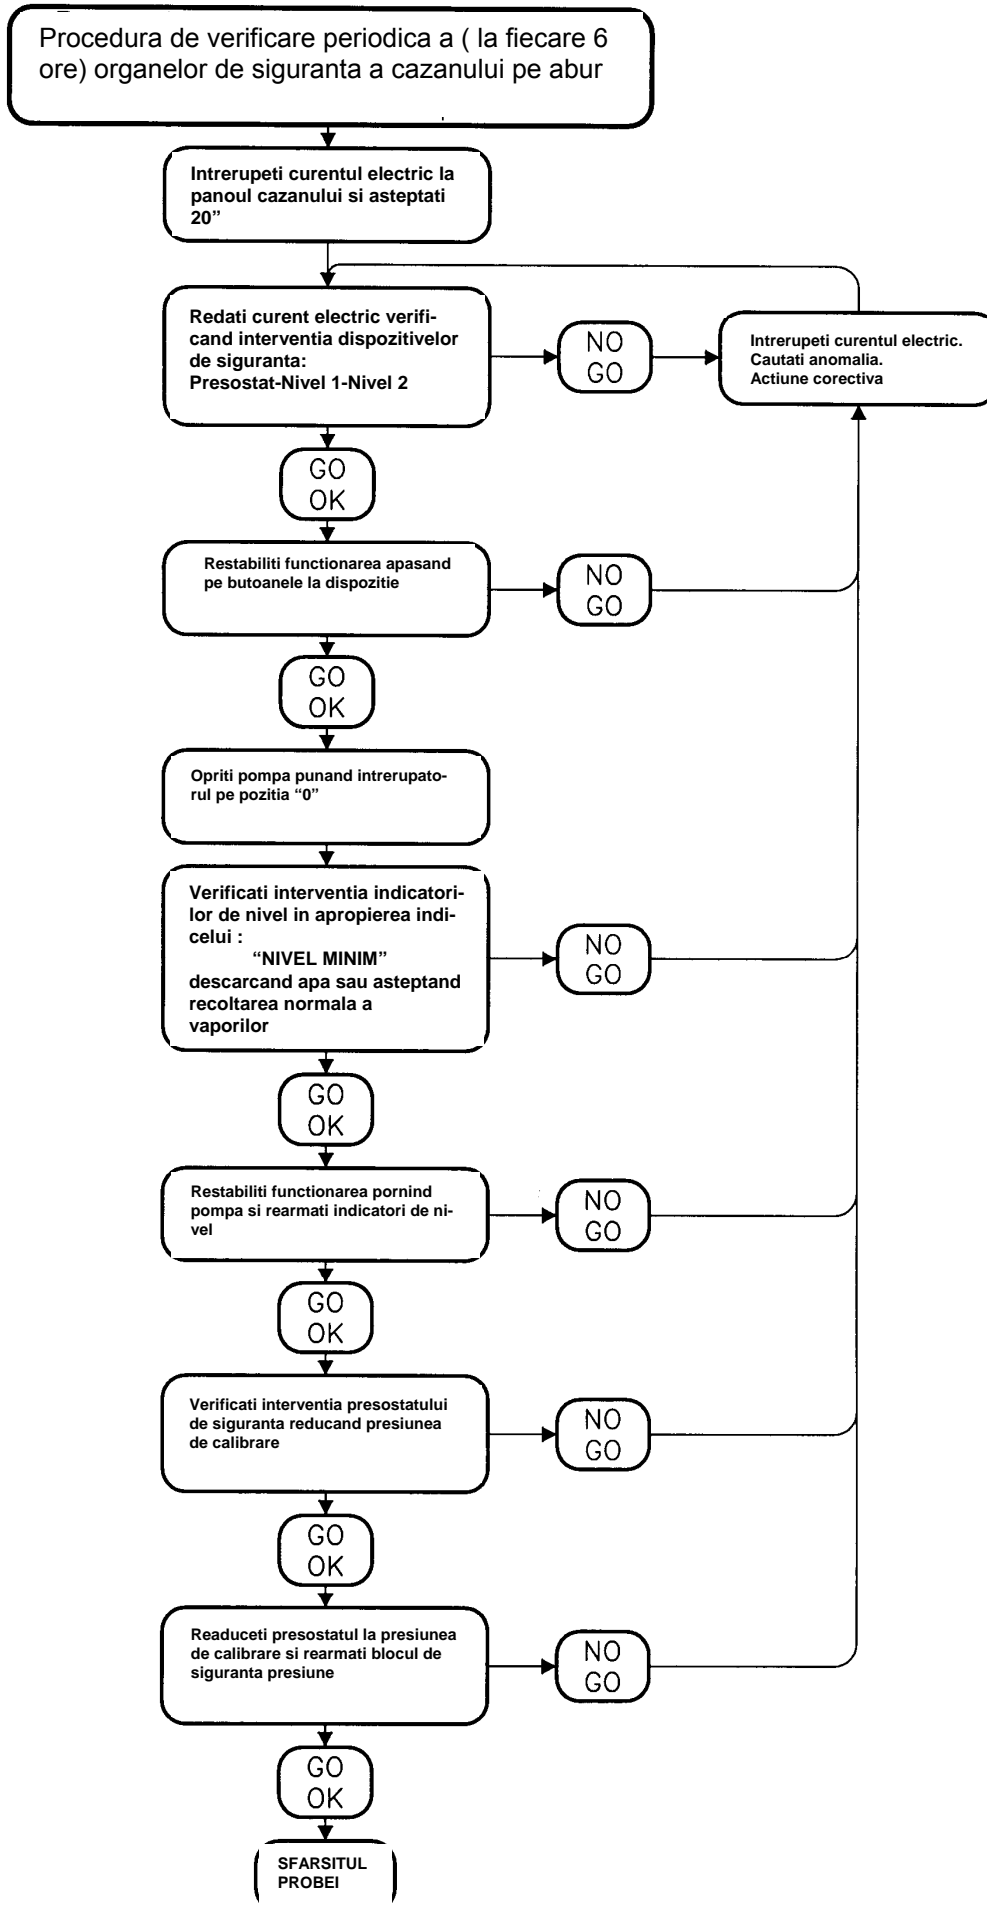 Procedura de verificare periodica a ( la fiecare 6
ore) organelor de siguranta a cazanului pe abur
Intrerupeti curentul electric la
panoul cazanului si asteptati
20”
Redati curent electric verifi-
cand interventia dispozitivelor
de siguranta:
Presostat-Nivel 1-Nivel 2
NO
GO
Intrerupeti curentul electric.
Cautati anomalia.
Actiune corectiva
GO
OK
Restabiliti functionarea apasand
pe butoanele la dispozitie
NO
GO
GO
OK
Opriti pompa punand intrerupato-
rul pe pozitia “0”
Verificati interventia indicatori-
lor de nivel in apropierea indi-
celui :
“NIVEL MINIM”
descarcand apa sau asteptand
recoltarea normala a
vaporilor
NO
GO
GO
OK
Restabiliti functionarea pornind
pompa si rearmati indicatori de ni-
vel
NO
GO
GO
OK
Verificati interventia presostatului
de siguranta reducand presiunea
de calibrare
NO
GO
GO
OK
Readuceti presostatul la presiunea
de calibrare si rearmati blocul de
siguranta presiune
NO
GO
GO
OK
SFARSITUL
PROBEI